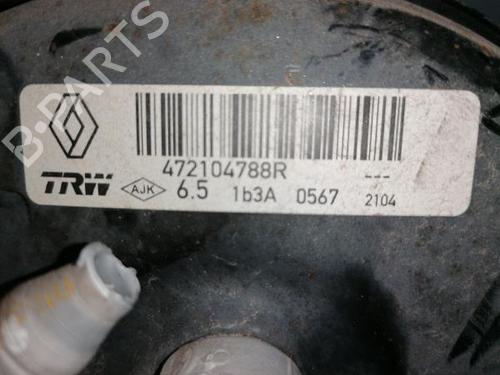 B-PARTS
472104788R ---
TRW AJK 6.5 1b3A 0567 2104